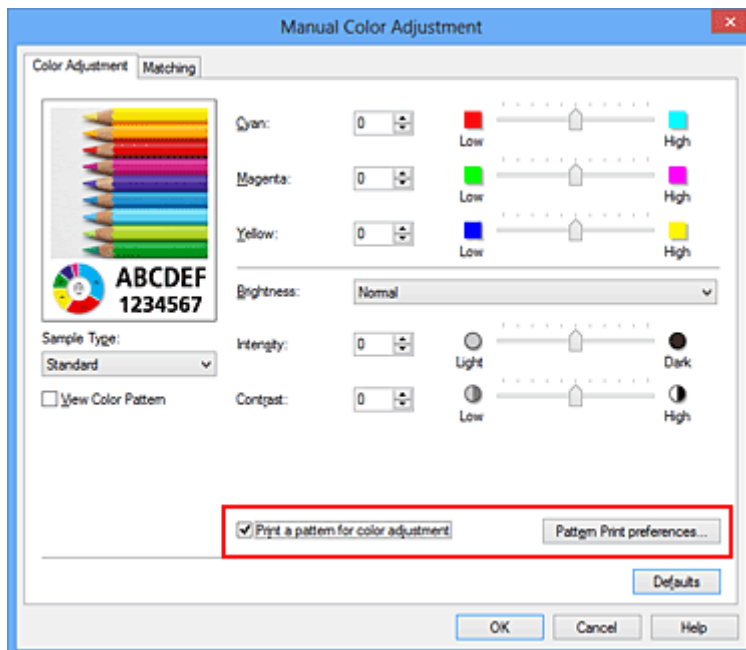 Manual Color Adjustment
Color Adjustment
Matching
Cyan:
0
Low
High
Magenta:
0
Low
High
Yellow:
0
Low
High
ABCDEF
1234567
Brightness:
Normal
Sample Type:
Standard
Intensity:
0
Light
Dark
View Color Pattern
Contrast:
0
Low
High
Print a pattern for color adjustment
Pattern Print preferences...
Defaults
OK
Cancel
Help